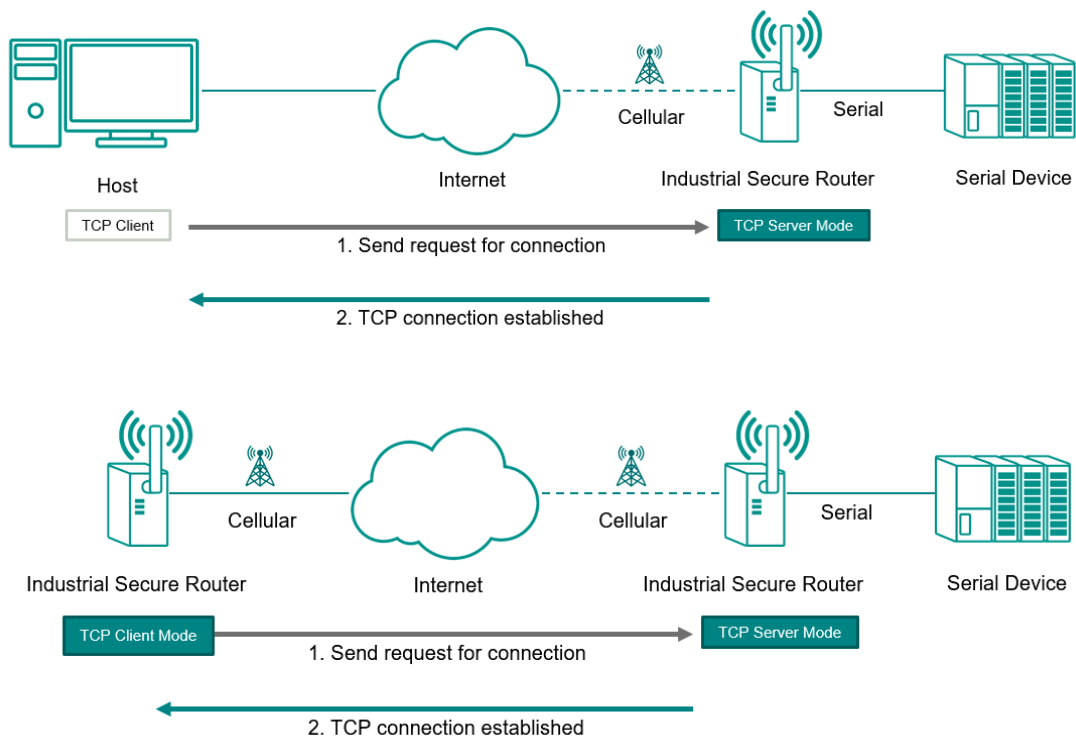 Cellular
Serial
Host
Internet
Industrial Secure Router
Serial Device
TCP Client
TCP Server Mode
1. Send request for connection
2. TCP connection established
Cellular
Cellular
Serial
Industrial Secure Router
Internet
Industrial Secure Router
Serial Device
TCP Client Mode
TCP Server Mode
1. Send request for connection
2. TCP connection established